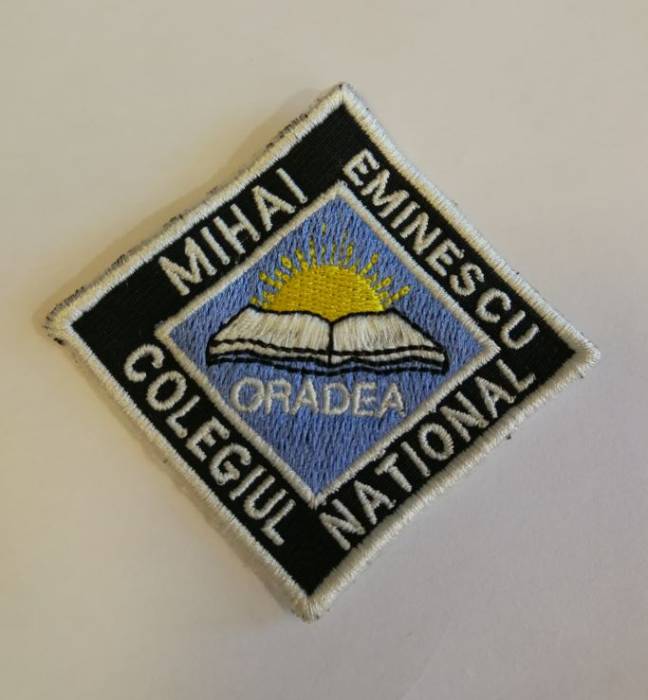 MIHAI
EMINESCU
COLEGIUL
NATIONAL
ORADEA